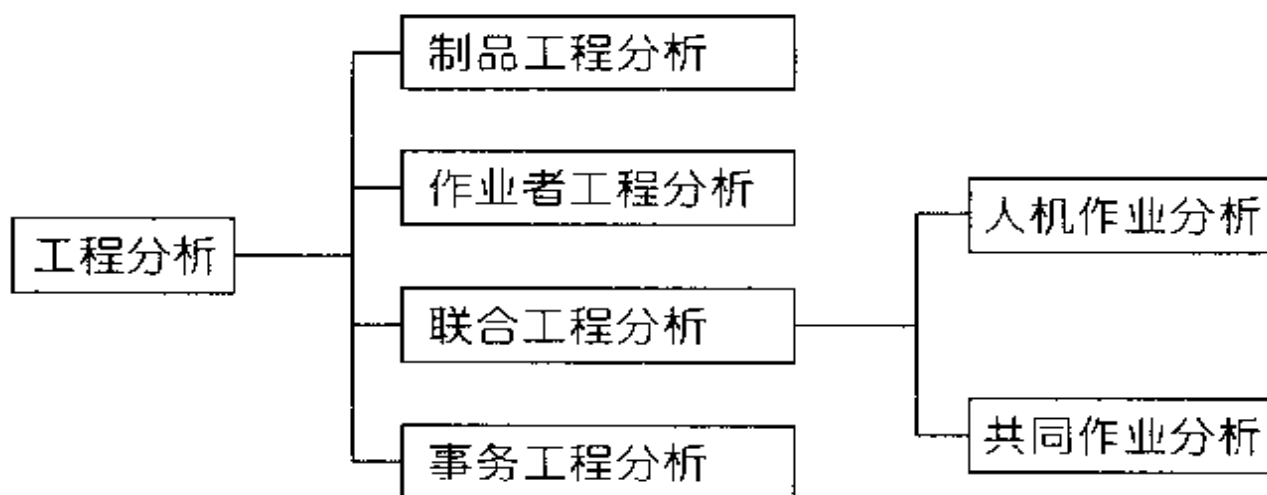 工程分析
制品工程分析
作业者工程分析
联合工程分析
事务工程分析
人机作业分析
共同作业分析